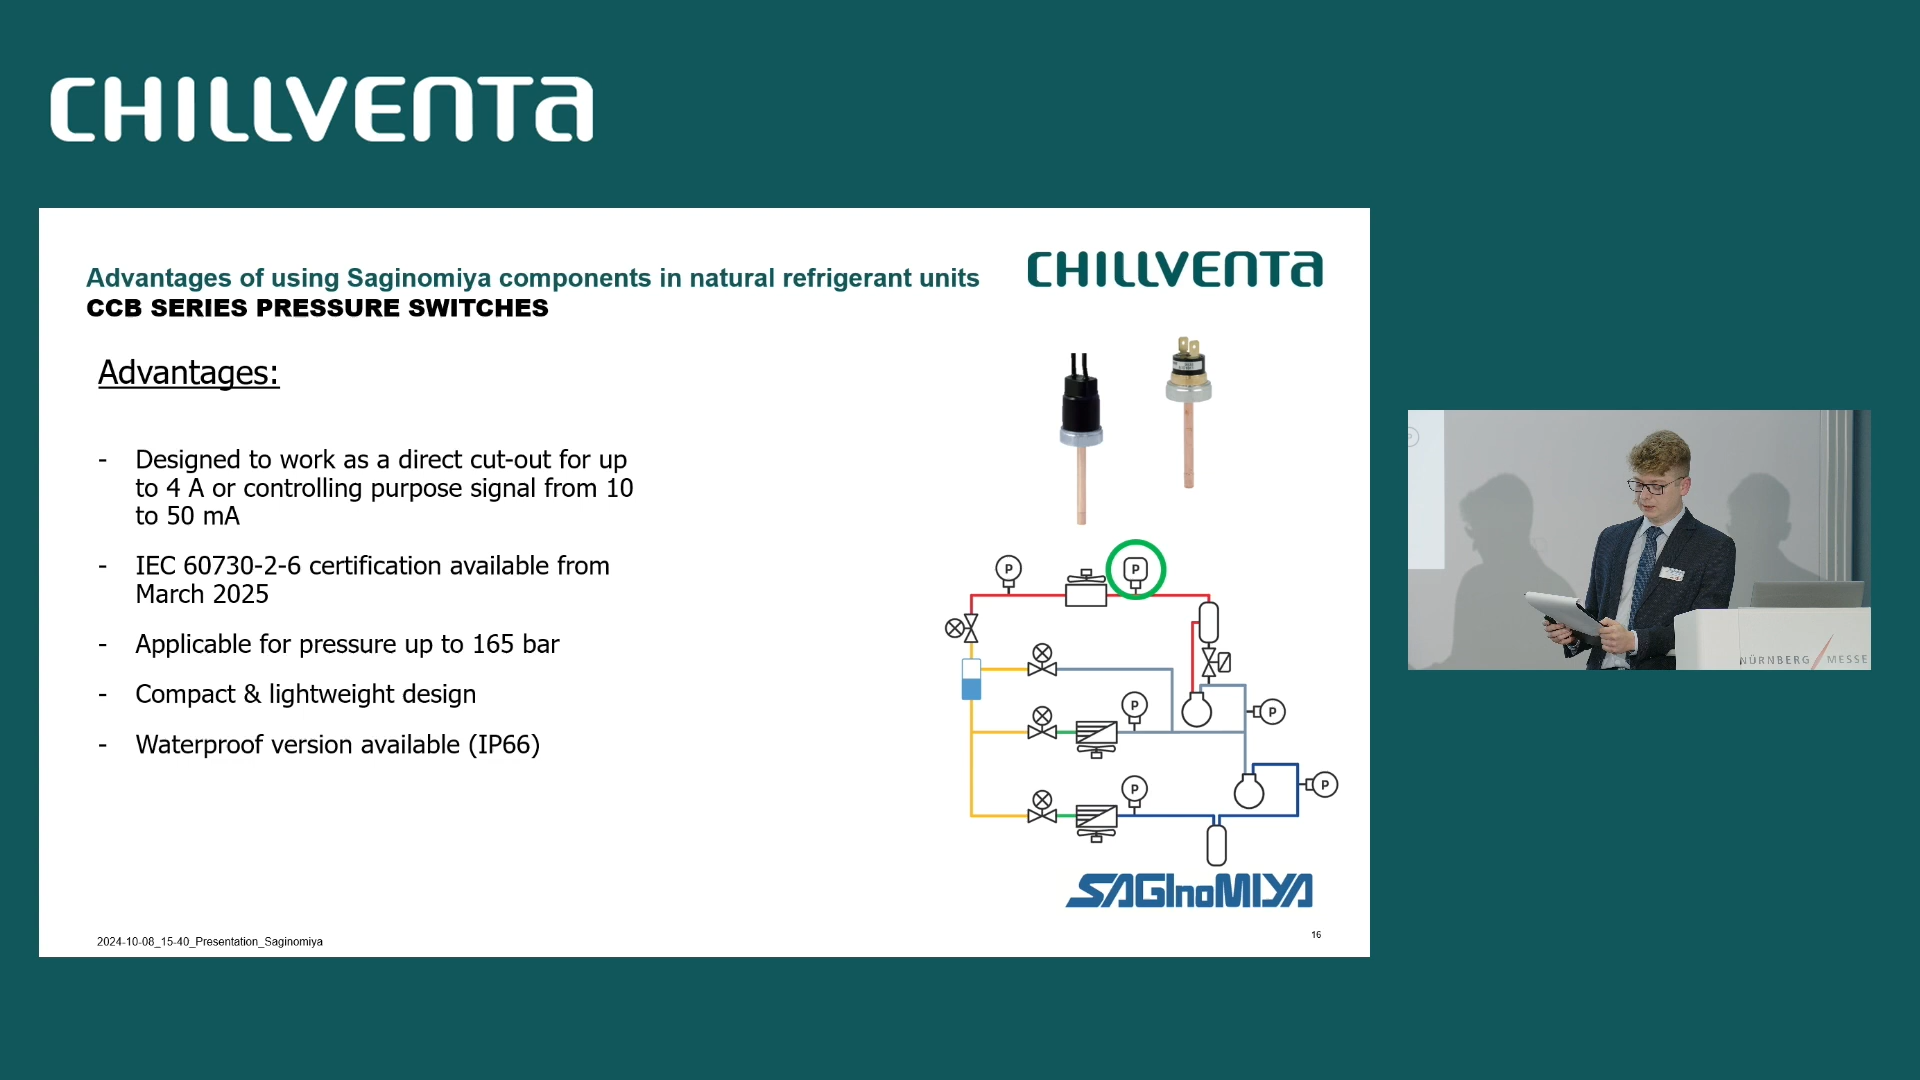 CHILLVENTA
Advantages of using Saginomiya components in natural refrigerant units
CCB SERIES PRESSURE SWITCHES
CHILLVENTA
Advantages:
- Designed to work as a direct cut-out for up
to 4 A or controlling purpose signal from 10
to 50 mA
- IEC 60730-2-6 certification available from
March 2025
- Applicable for pressure up to 165 bar
- Compact & lightweight design
- Waterproof version available (IP66)
P
P
P
P
P
P
SAGInoMIYA
2024-10-08_15-40_Presentation_Saginomiya
16
P
NÜRNBERG MESSE